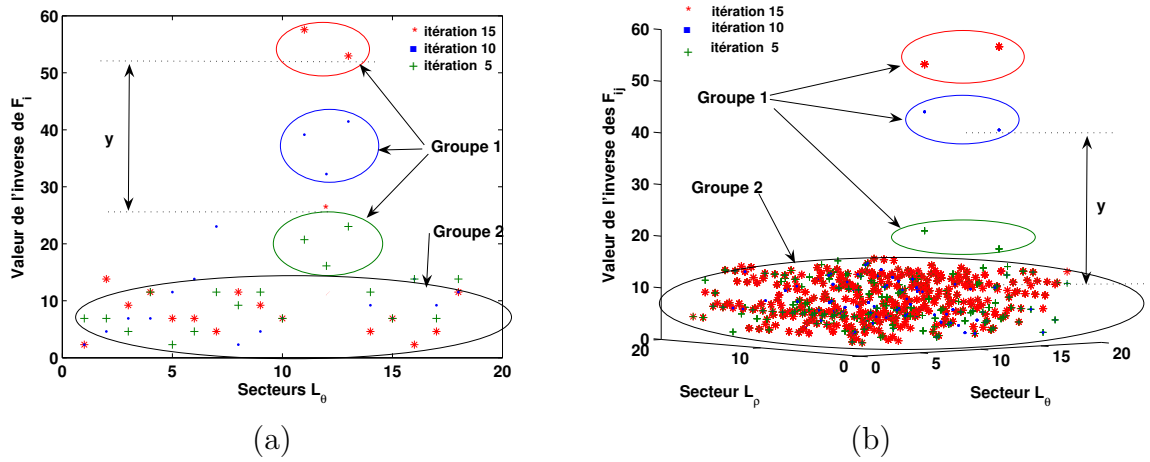 60
50
40
30
20
10
0
0
5
10
15
20
Valeur de l'inverse de F_i
Secteurs L_θ
* itération 15
■ itération 10
+ itération 5
y
Groupe 1
Groupe 2
(a)
60
50
40
30
20
10
0
20
10
0
0
5
10
15
20
Valeur de l'inverse des F_ij
Secteur L_ρ
Secteur L_θ
* itération 15
■ itération 10
+ itération 5
Groupe 1
Groupe 2
y
(b)